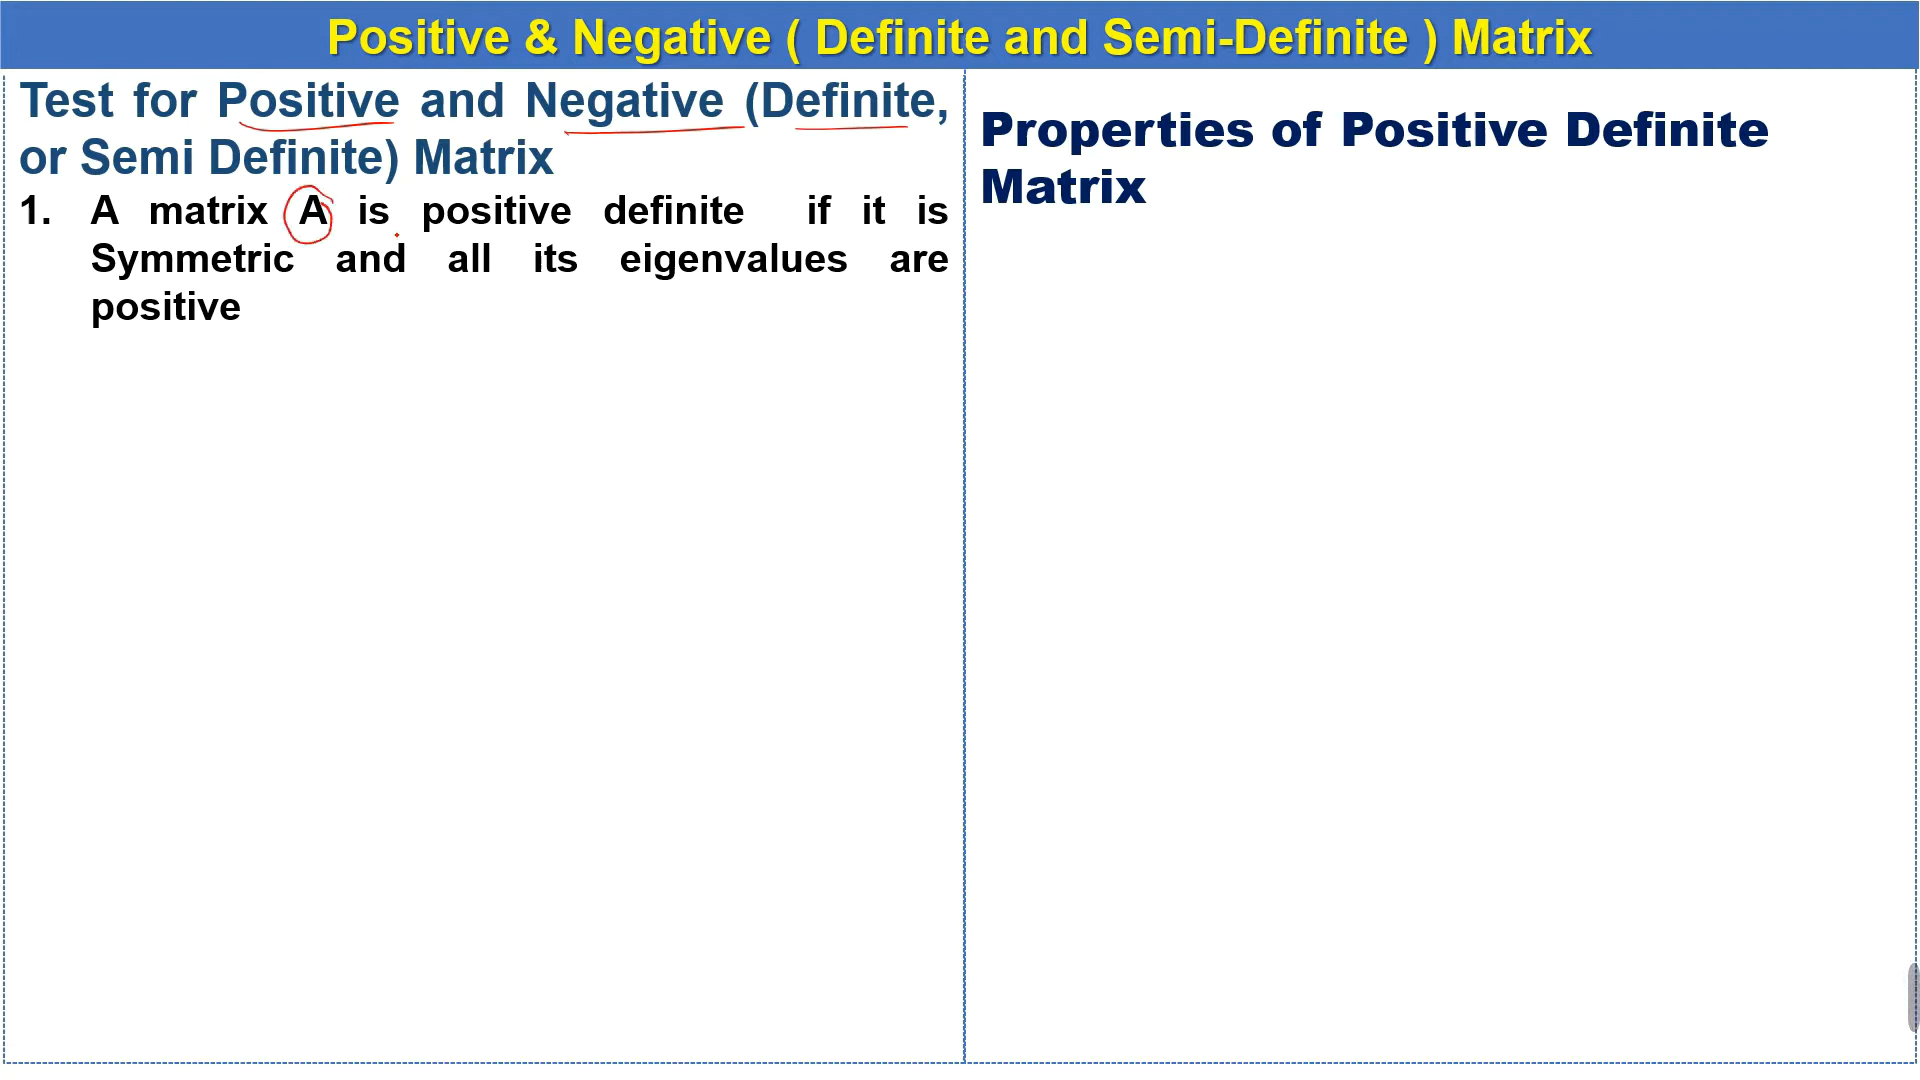 Positive & Negative ( Definite and Semi-Definite ) Matrix
Test for Positive and Negative (Definite,
or Semi Definite) Matrix
1. A matrix A is positive definite if it is
Symmetric and all its eigenvalues are
positive
Properties of Positive Definite
Matrix